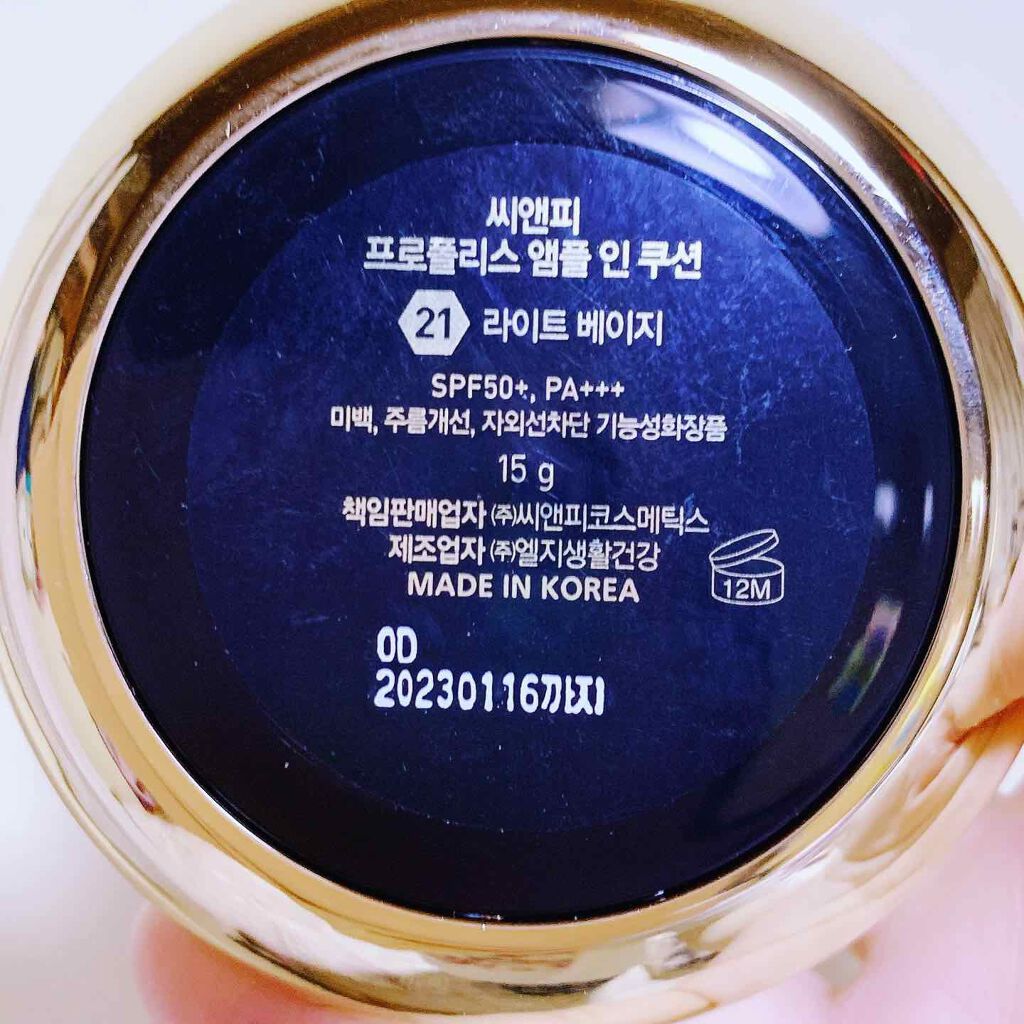 씨앤피
프로폴리스 앰플 인 쿠션
21 라이트 베이지
SPF50+, PA+++
미백, 주름개선, 자외선차단 기능성화장품
15 g
책임판매업자 ㈜씨앤피코스메틱스
제조업자 ㈜엘지생활건강
MADE IN KOREA
12M
OD
20230116까지